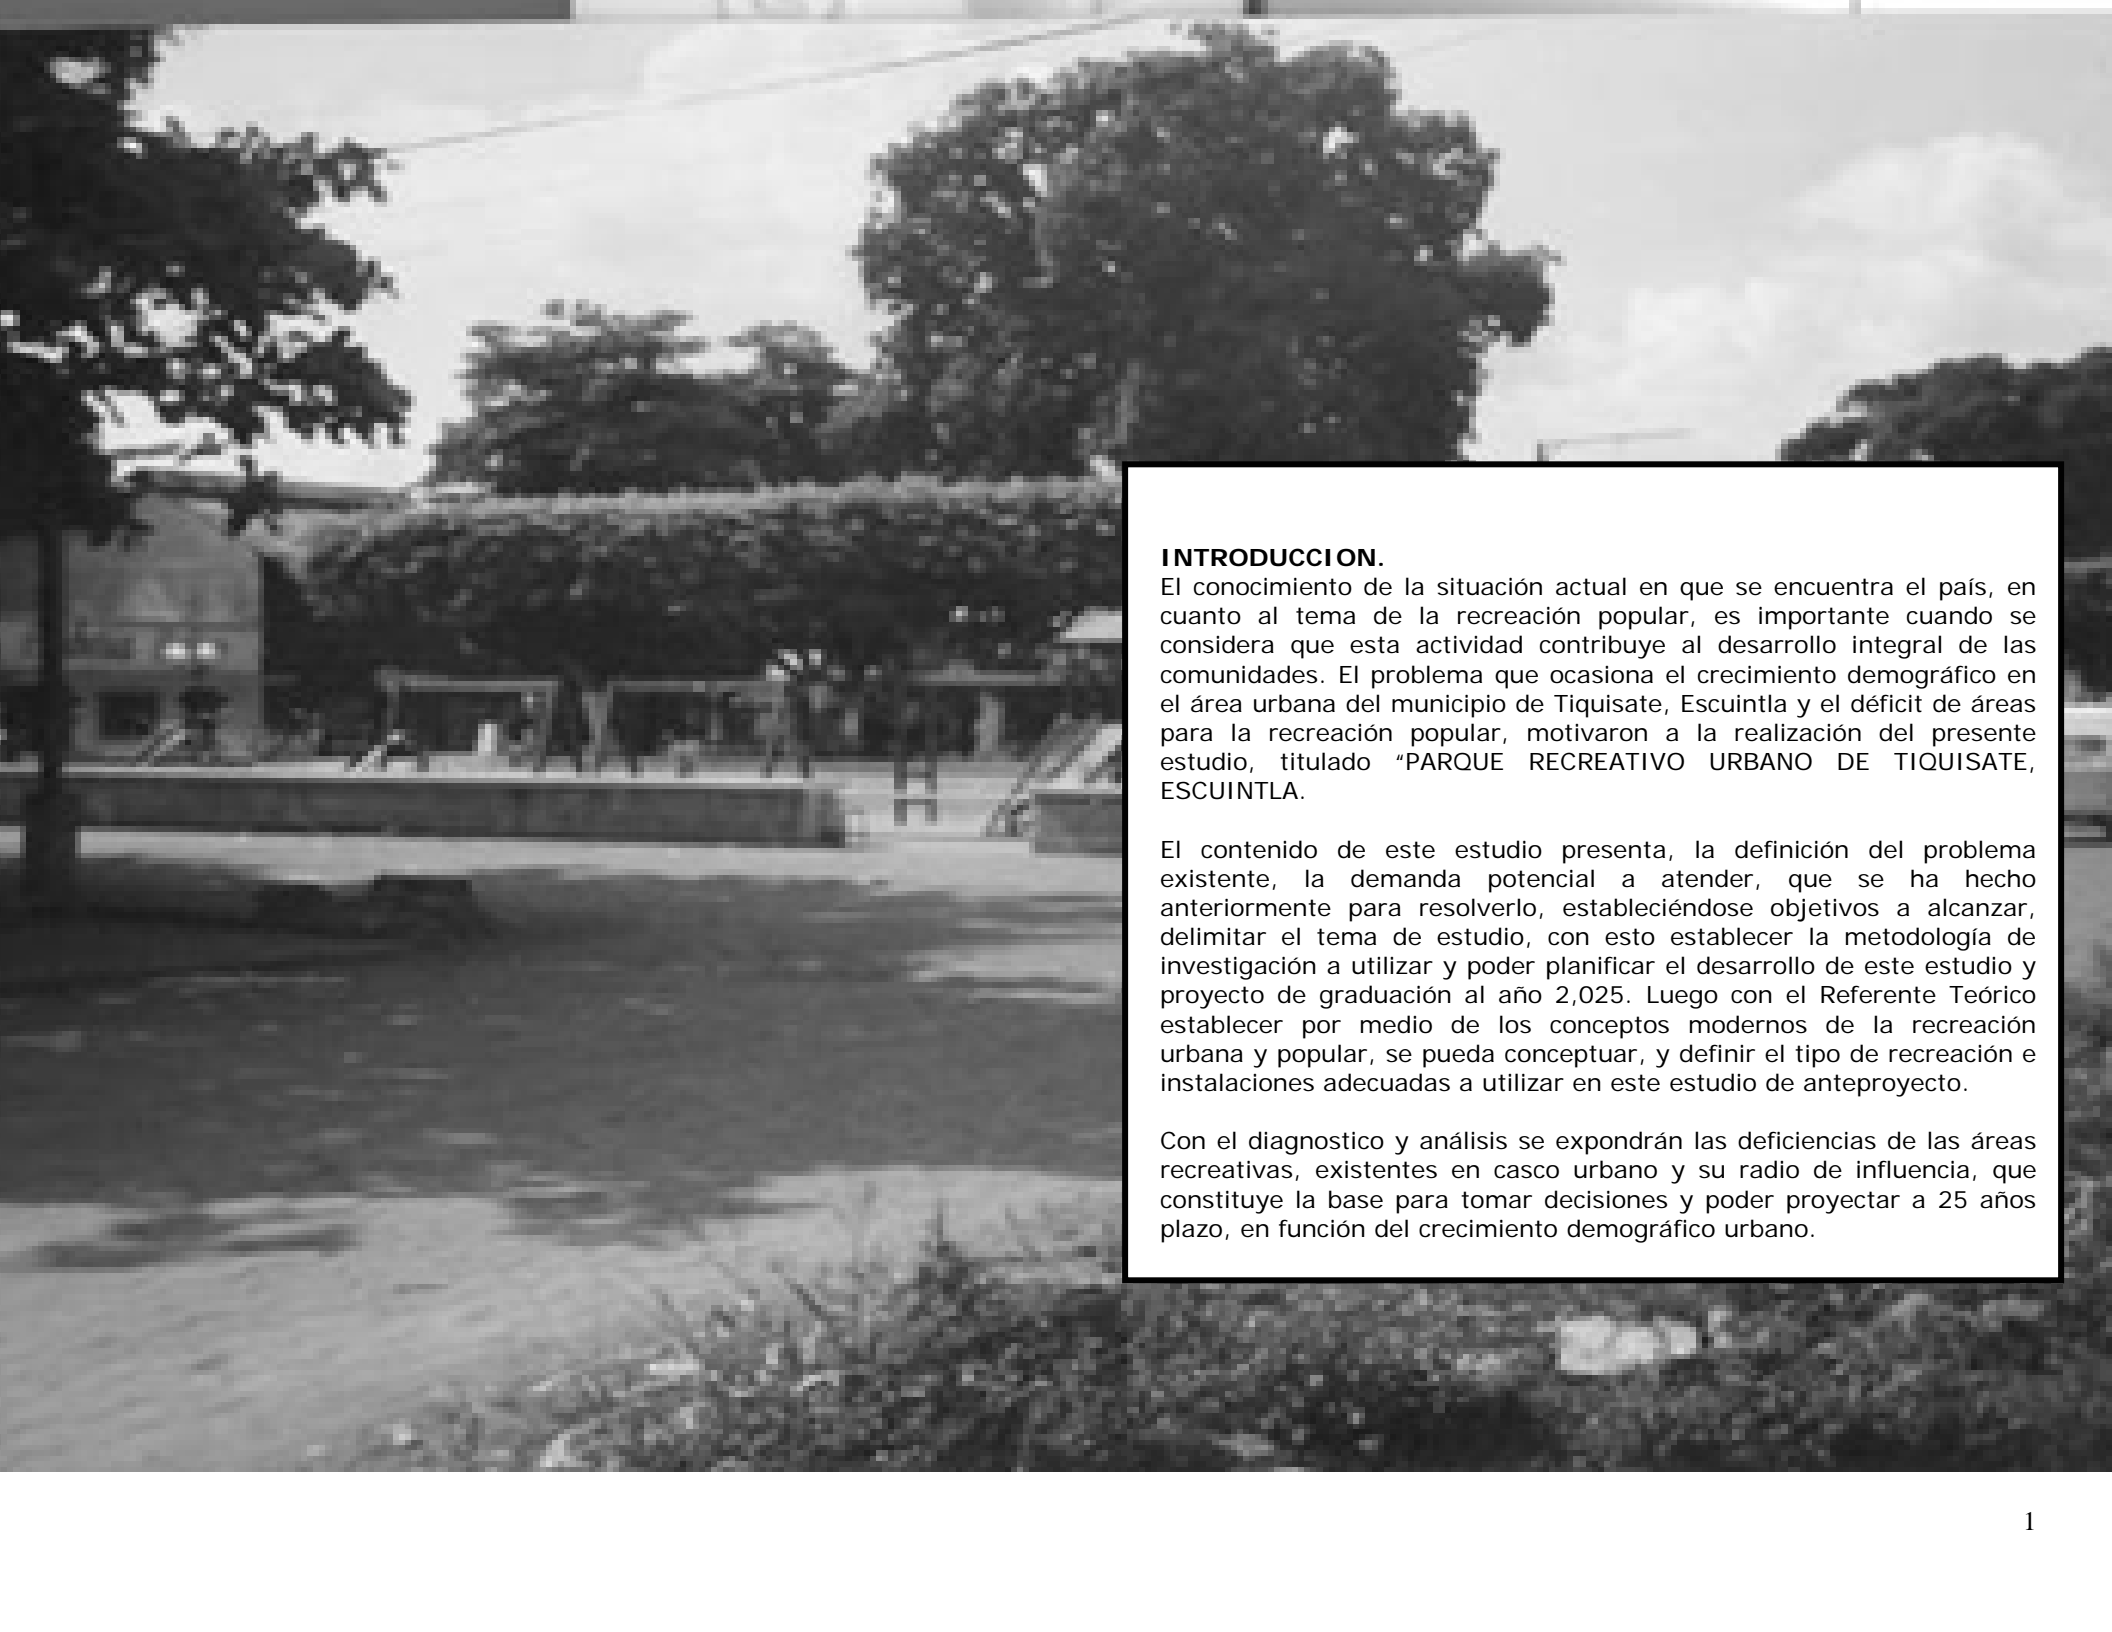 INTRODUCCION.
El conocimiento de la situación actual en que se encuentra el país, en
cuanto al tema de la recreación popular, es importante cuando se
considera que esta actividad contribuye al desarrollo integral de las
comunidades. El problema que ocasiona el crecimiento demográfico en
el área urbana del municipio de Tiquisate, Escuintla y el déficit de áreas
para la recreación popular, motivaron a la realización del presente
estudio, titulado “PARQUE RECREATIVO URBANO DE TIQUISATE,
ESCUINTLA.
El contenido de este estudio presenta, la definición del problema
existente, la demanda potencial a atender, que se ha hecho
anteriormente para resolverlo, estableciéndose objetivos a alcanzar,
delimitar el tema de estudio, con esto establecer la metodología de
investigación a utilizar y poder planificar el desarrollo de este estudio y
proyecto de graduación al año 2,025. Luego con el Referente Teórico
establecer por medio de los conceptos modernos de la recreación
urbana y popular, se pueda conceptuar, y definir el tipo de recreación e
instalaciones adecuadas a utilizar en este estudio de anteproyecto.
Con el diagnostico y análisis se expondrán las deficiencias de las áreas
recreativas, existentes en casco urbano y su radio de influencia, que
constituye la base para tomar decisiones y poder proyectar a 25 años
plazo, en función del crecimiento demográfico urbano.
1